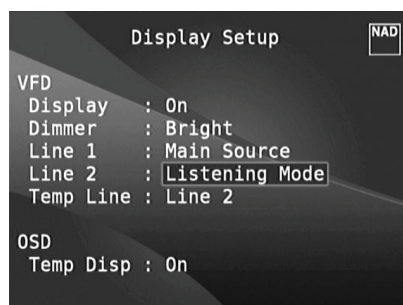 Display Setup
NAD
VFD
Display : On
Dimmer : Bright
Line 1 : Main Source
Line 2 : Listening Mode
Temp Line : Line 2
OSD
Temp Disp : On